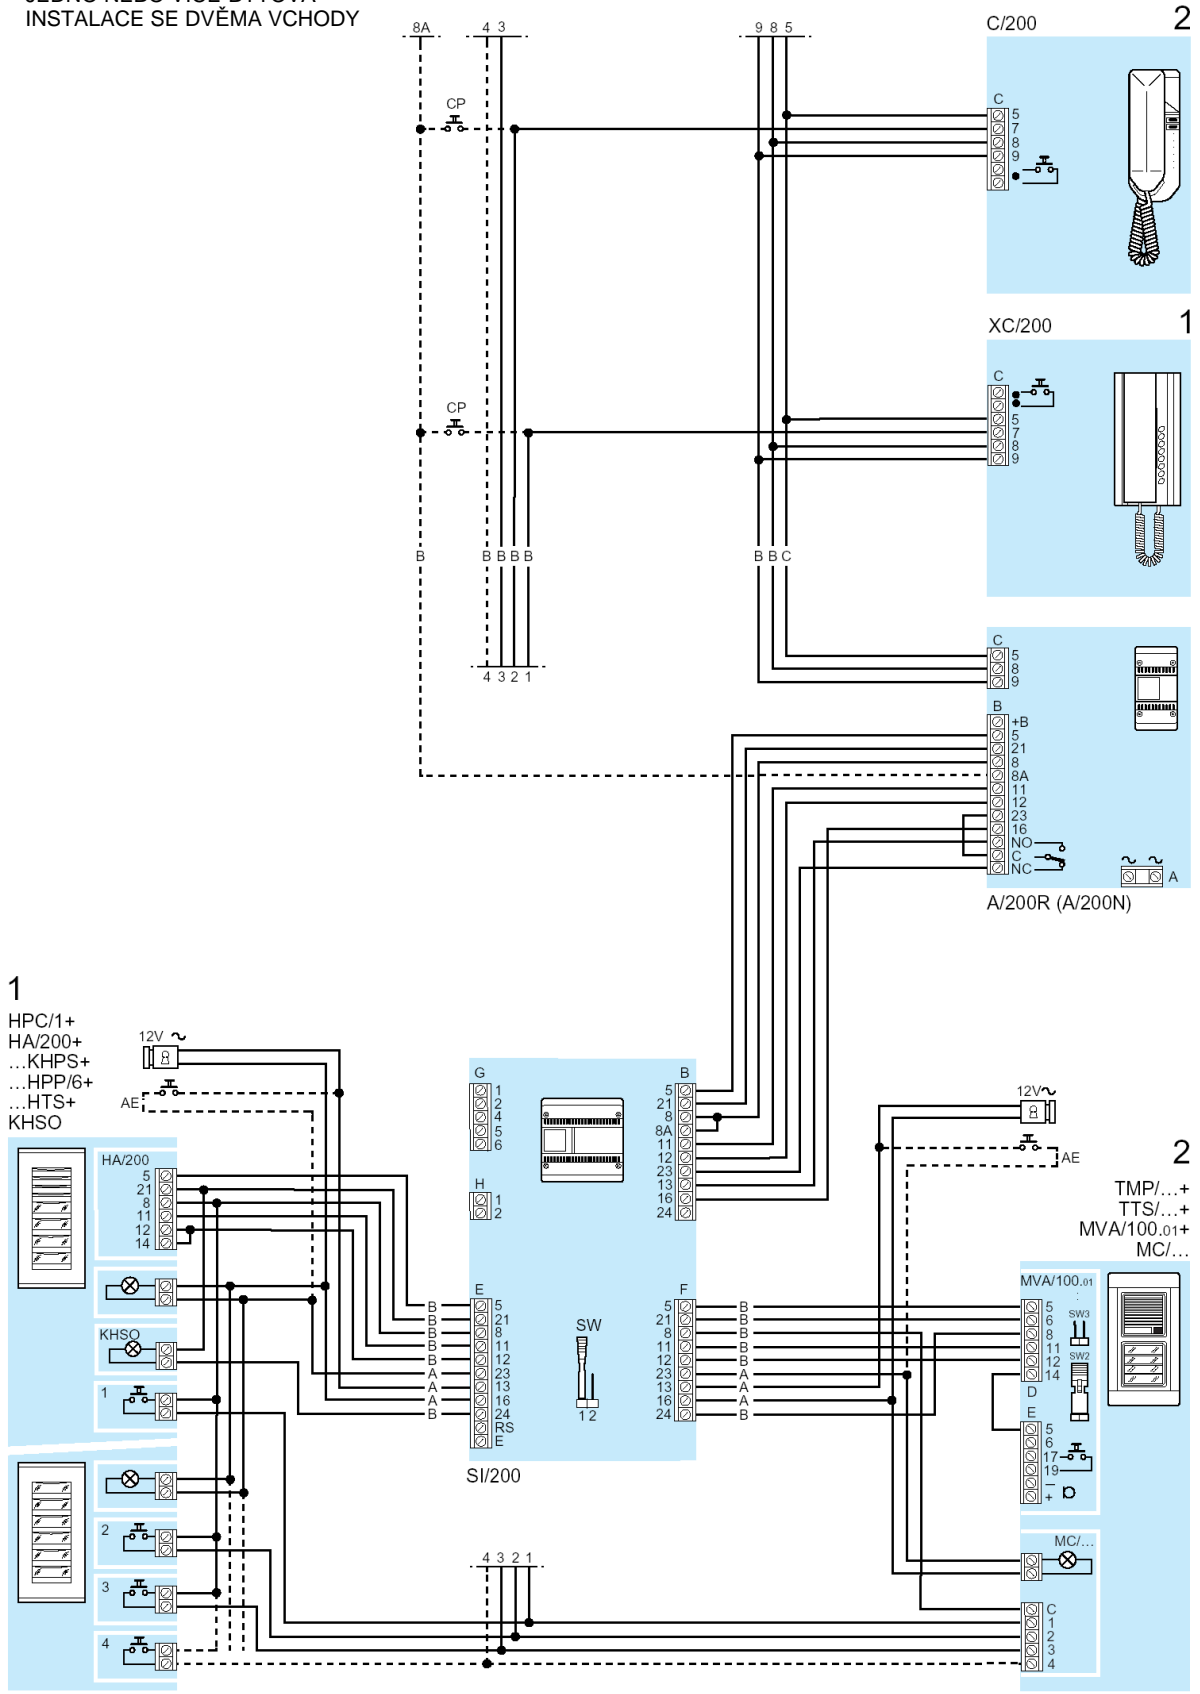 INSTALACE SE DVĚMA VCHODY
8A 4 3 9 8 5
C/200 2
CP
C
5
7
8
9
XC/200 1
CP
C
5
7
8
9
B B B B B B B C
4 3 2 1
C
5
8
9
B
+B
5
21
8
8A
11
12
23
16
NO
C
NC
A
A/200R (A/200N)
1
HPC/1+
HA/200+
...KHPS+
...HPP/6+
...HTS+
KHSO
12V
AE
HA/200
5
21
8
11
12
14
KHSO
1
2
3
4
G
1
2
4
5
6
H
1
2
B
5
21
8
8A
11
12
23
13
16
24
E
5
21
8
11
12
23
13
16
24
RS
E
B
B
B
B
B
A
A
A
B
SW
1 2
F
5
21
8
11
12
23
13
16
24
B
B
B
B
B
A
A
A
B
SI/200
4 3 2 1
12V
AE
2
TMP/...+
TTS/...+
MVA/100.01+
MC/...
MVA/100.01
5
6
8
11
12
14
D
SW3
SW2
E
5
6
17
19
–
+
MC/...
C
1
2
3
4